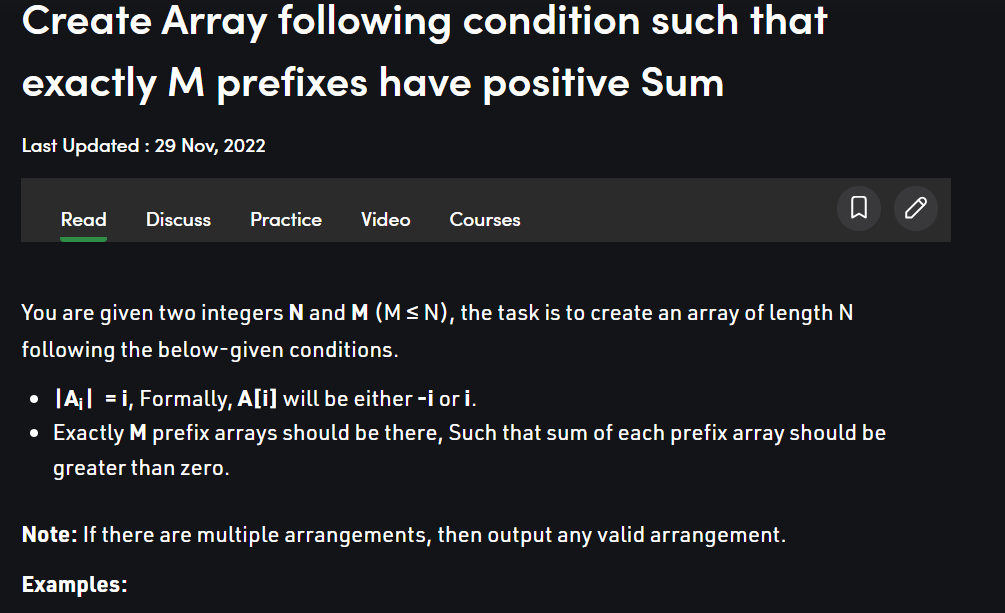 Create Array following condition such that
exactly M prefixes have positive Sum
Last Updated : 29 Nov, 2022
Read Discuss Practice Video Courses
You are given two integers N and M (M ≤ N), the task is to create an array of length N
following the below-given conditions.
• |Aᵢ| = i, Formally, A[i] will be either -i or i.
• Exactly M prefix arrays should be there, Such that sum of each prefix array should be
greater than zero.
Note: If there are multiple arrangements, then output any valid arrangement.
Examples: